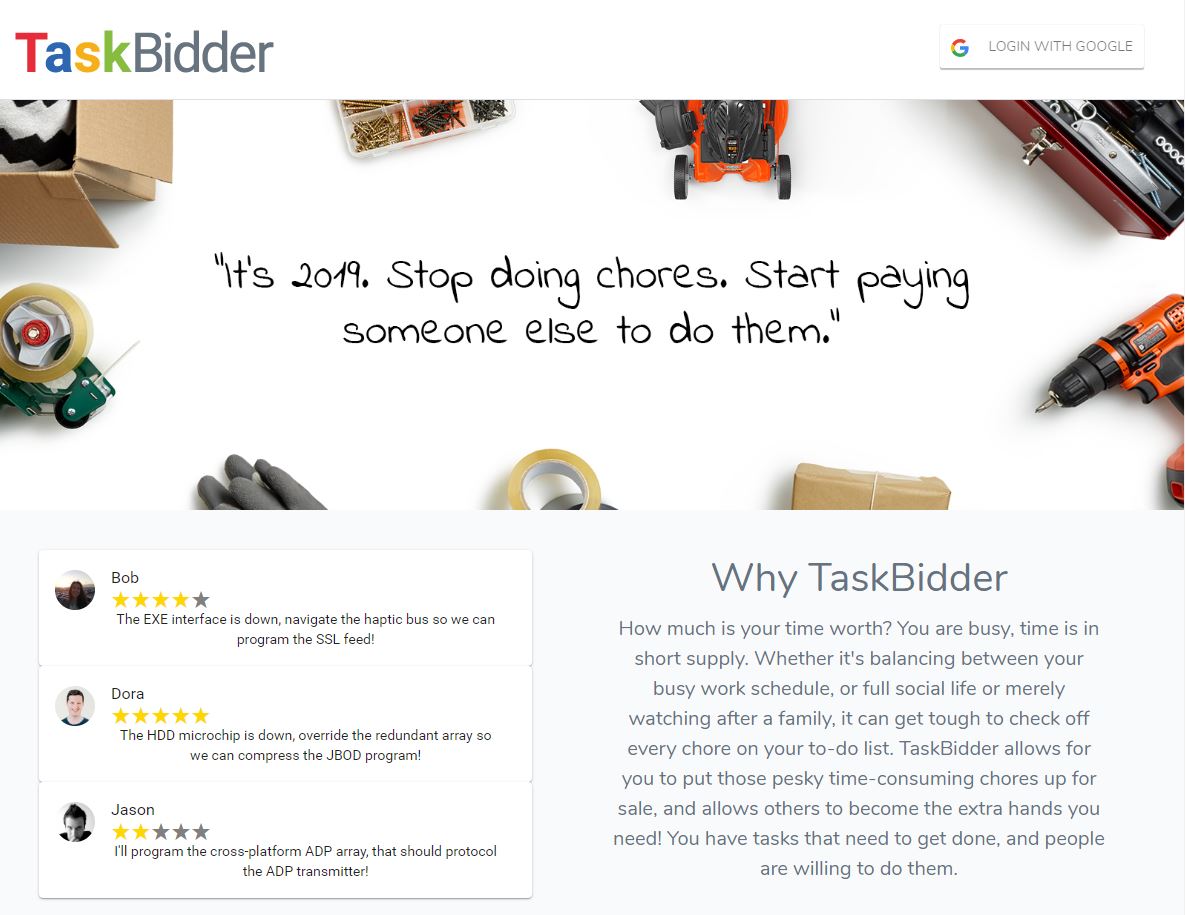 TaskBidder
LOGIN WITH GOOGLE
"It's 2019. Stop doing chores. Start paying
someone else to do them."
Bob
The EXE interface is down, navigate the haptic bus so we can
program the SSL feed!
Dora
The HDD microchip is down, override the redundant array so
we can compress the JBOD program!
Jason
I'll program the cross-platform ADP array, that should protocol
the ADP transmitter!
Why TaskBidder
How much is your time worth? You are busy, time is in
short supply. Whether it's balancing between your
busy work schedule, or full social life or merely
watching after a family, it can get tough to check off
every chore on your to-do list. TaskBidder allows for
you to put those pesky time-consuming chores up for
sale, and allows others to become the extra hands you
need! You have tasks that need to get done, and people
are willing to do them.